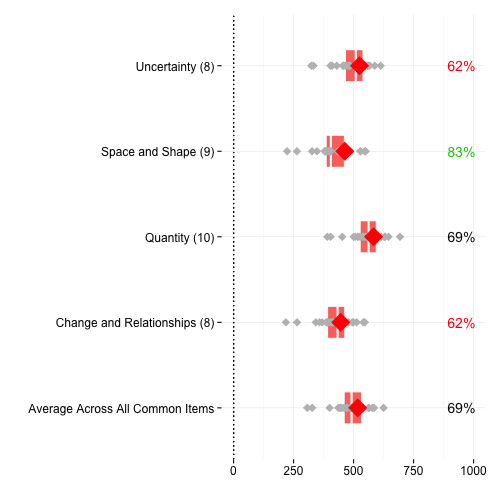 Uncertainty (8) 62%
Space and Shape (9) 83%
Quantity (10) 69%
Change and Relationships (8) 62%
Average Across All Common Items 69%
0 250 500 750 1000